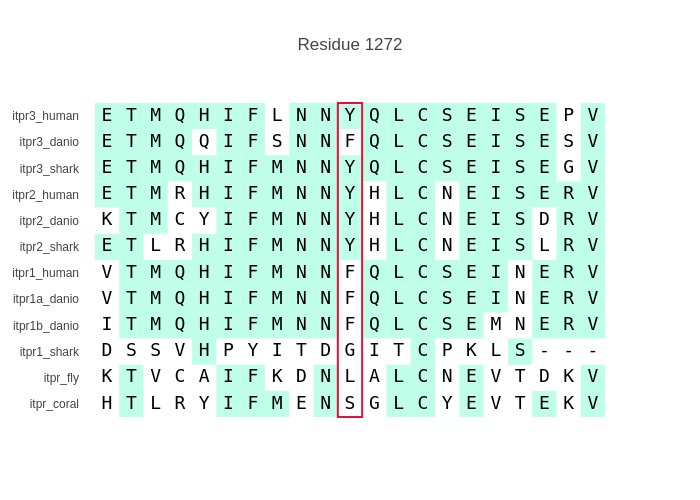 Residue 1272
itpr3_human E T M Q H I F L N N Y Q L C S E I S E P V
itpr3_danio E T M Q Q I F S N N F Q L C S E I S E S V
itpr3_shark E T M Q H I F M N N Y Q L C S E I S E G V
itpr2_human E T M R H I F M N N Y H L C N E I S E R V
itpr2_danio K T M C Y I F M N N Y H L C N E I S D R V
itpr2_shark E T L R H I F M N N Y H L C N E I S L R V
itpr1_human V T M Q H I F M N N F Q L C S E I N E R V
itpr1a_danio V T M Q H I F M N N F Q L C S E I N E R V
itpr1b_danio I T M Q H I F M N N F Q L C S E M N E R V
itpr1_shark D S S V H P Y I T D G I T C P K L S - - -
itpr_fly K T V C A I F K D N L A L C N E V T D K V
itpr_coral H T L R Y I F M E N S G L C Y E V T E K V